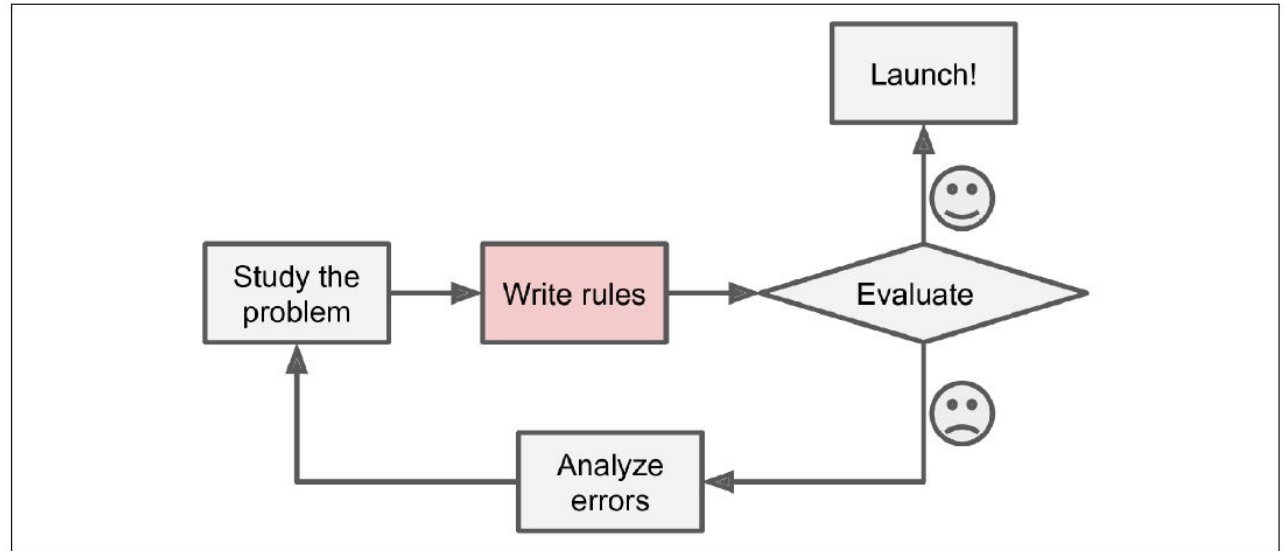 Launch!
Study the
problem
Write rules
Evaluate
Analyze
errors